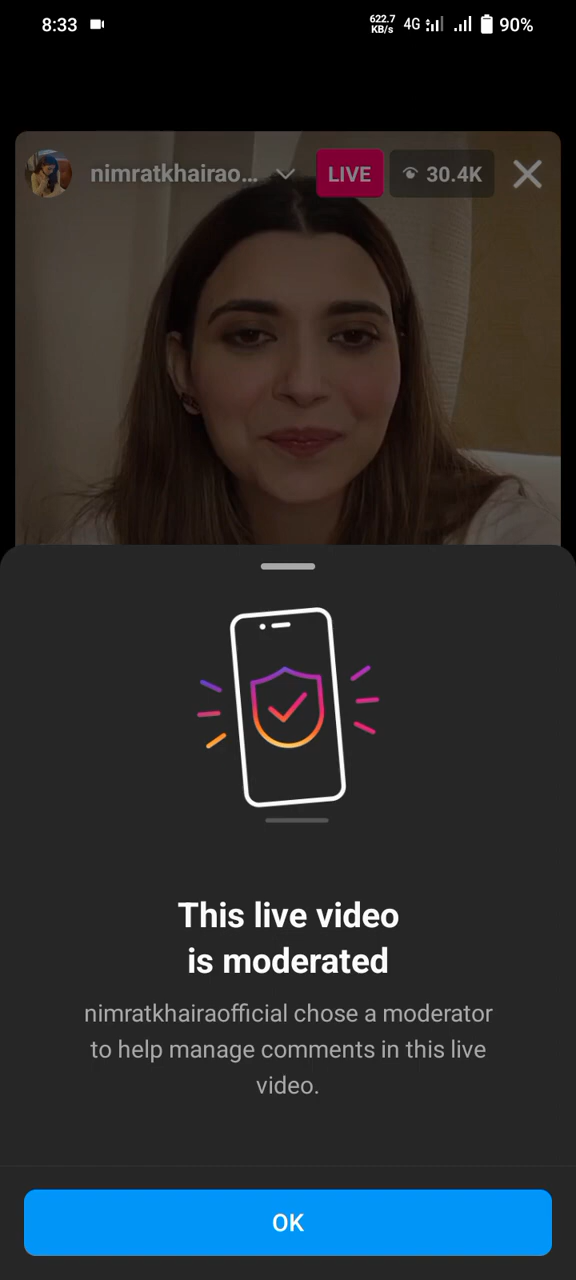 8:33 622.7 KB/s 4G 90%
nimratkhairao... LIVE 30.4K
This live video
is moderated
nimratkhairaofficial chose a moderator
to help manage comments in this live
video.
OK